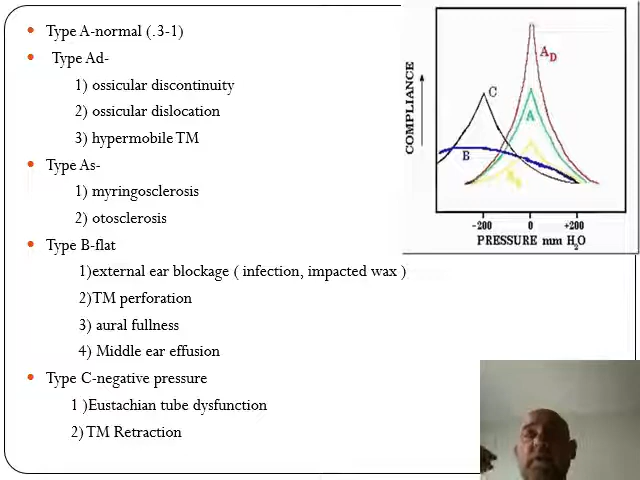 Type A-normal (.3-1)
Type Ad-
1) ossicular discontinuity
2) ossicular dislocation
3) hypermobile TM
Type As-
1) myringosclerosis
2) otosclerosis
Type B-flat
1)external ear blockage ( infection, impacted wax )
2)TM perforation
3) aural fullness
4) Middle ear effusion
Type C-negative pressure
1 )Eustachian tube dysfunction
2) TM Retraction
COMPLIANCE
AD
C
A
B
As
-200 0 +200
PRESSURE mm H2O